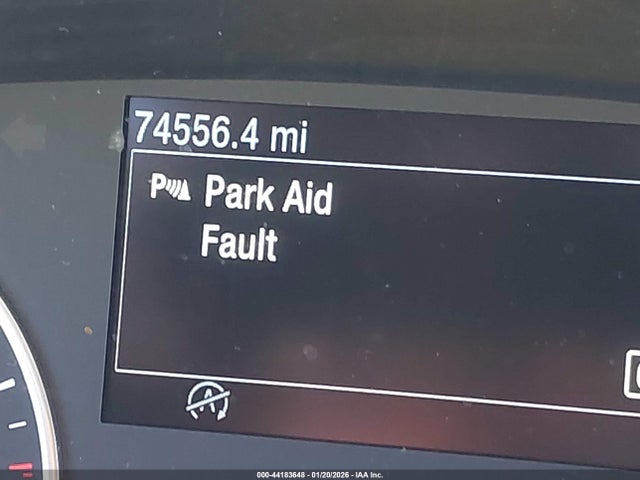 74556.4 mi
P Park Aid
Fault
A
000-44183648 - 01/20/2026 - IAA Inc.